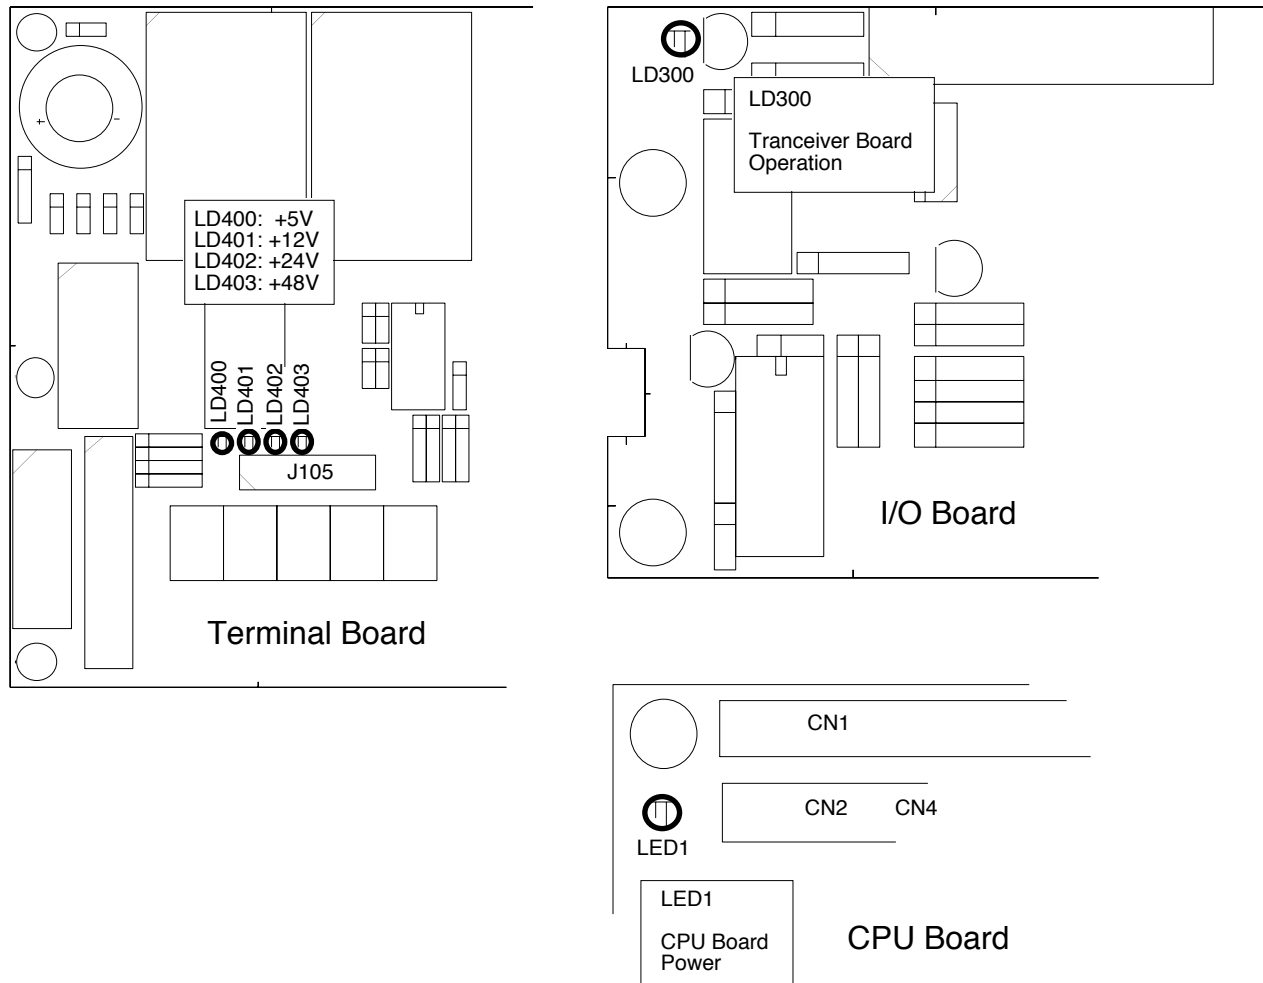 LD400: +5V
LD401: +12V
LD402: +24V
LD403: +48V
LD400
LD401
LD402
LD403
J105
Terminal Board
LD300
LD300
Tranceiver Board
Operation
I/O Board
CN1
CN2
CN4
LED1
LED1
CPU Board
Power
CPU Board